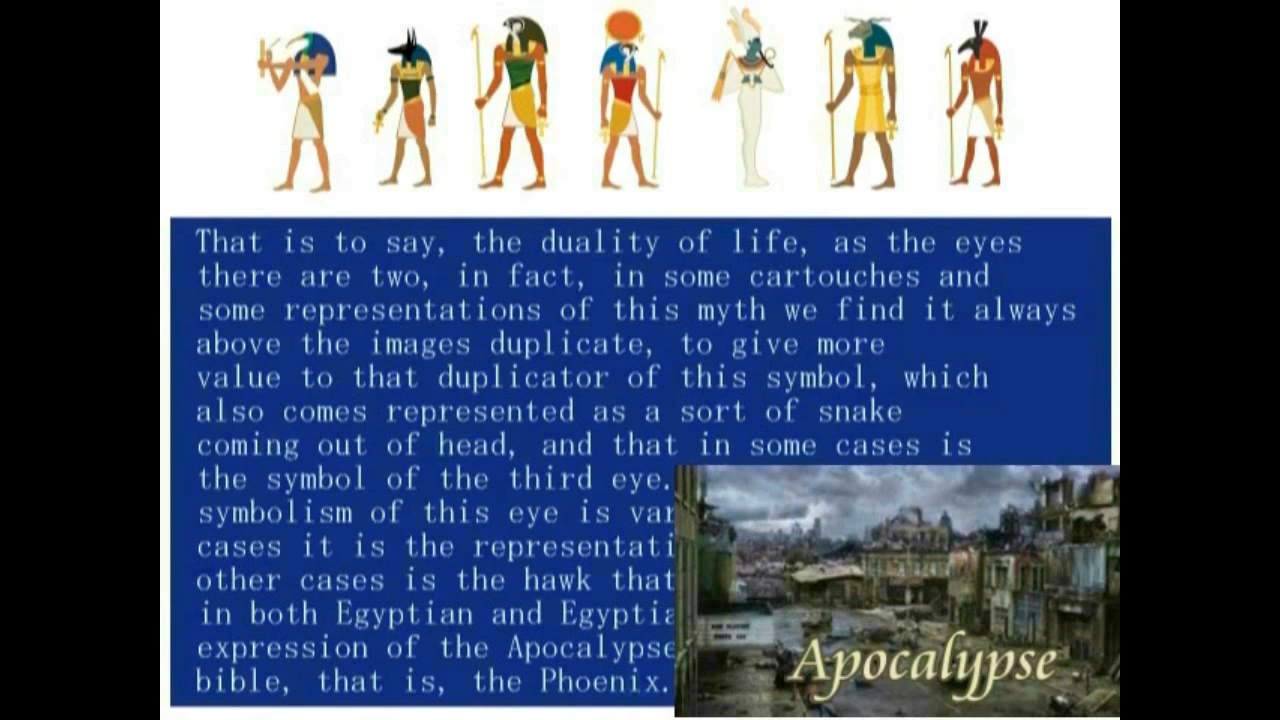 That is to say, the duality of life, as the eyes
there are two, in fact, in some cartouches and
some representations of this myth we find it always
above the images duplicate, to give more
value to that duplicator of this symbol, which
also comes represented as a sort of snake
coming out of head, and that in some cases is
the symbol of the third eye.
symbolism of this eye is var
cases it is the representati
other cases is the hawk that
in both Egyptian and Egyptia
expression of the Apocalypse
bible, that is, the Phoenix.
Apocalypse